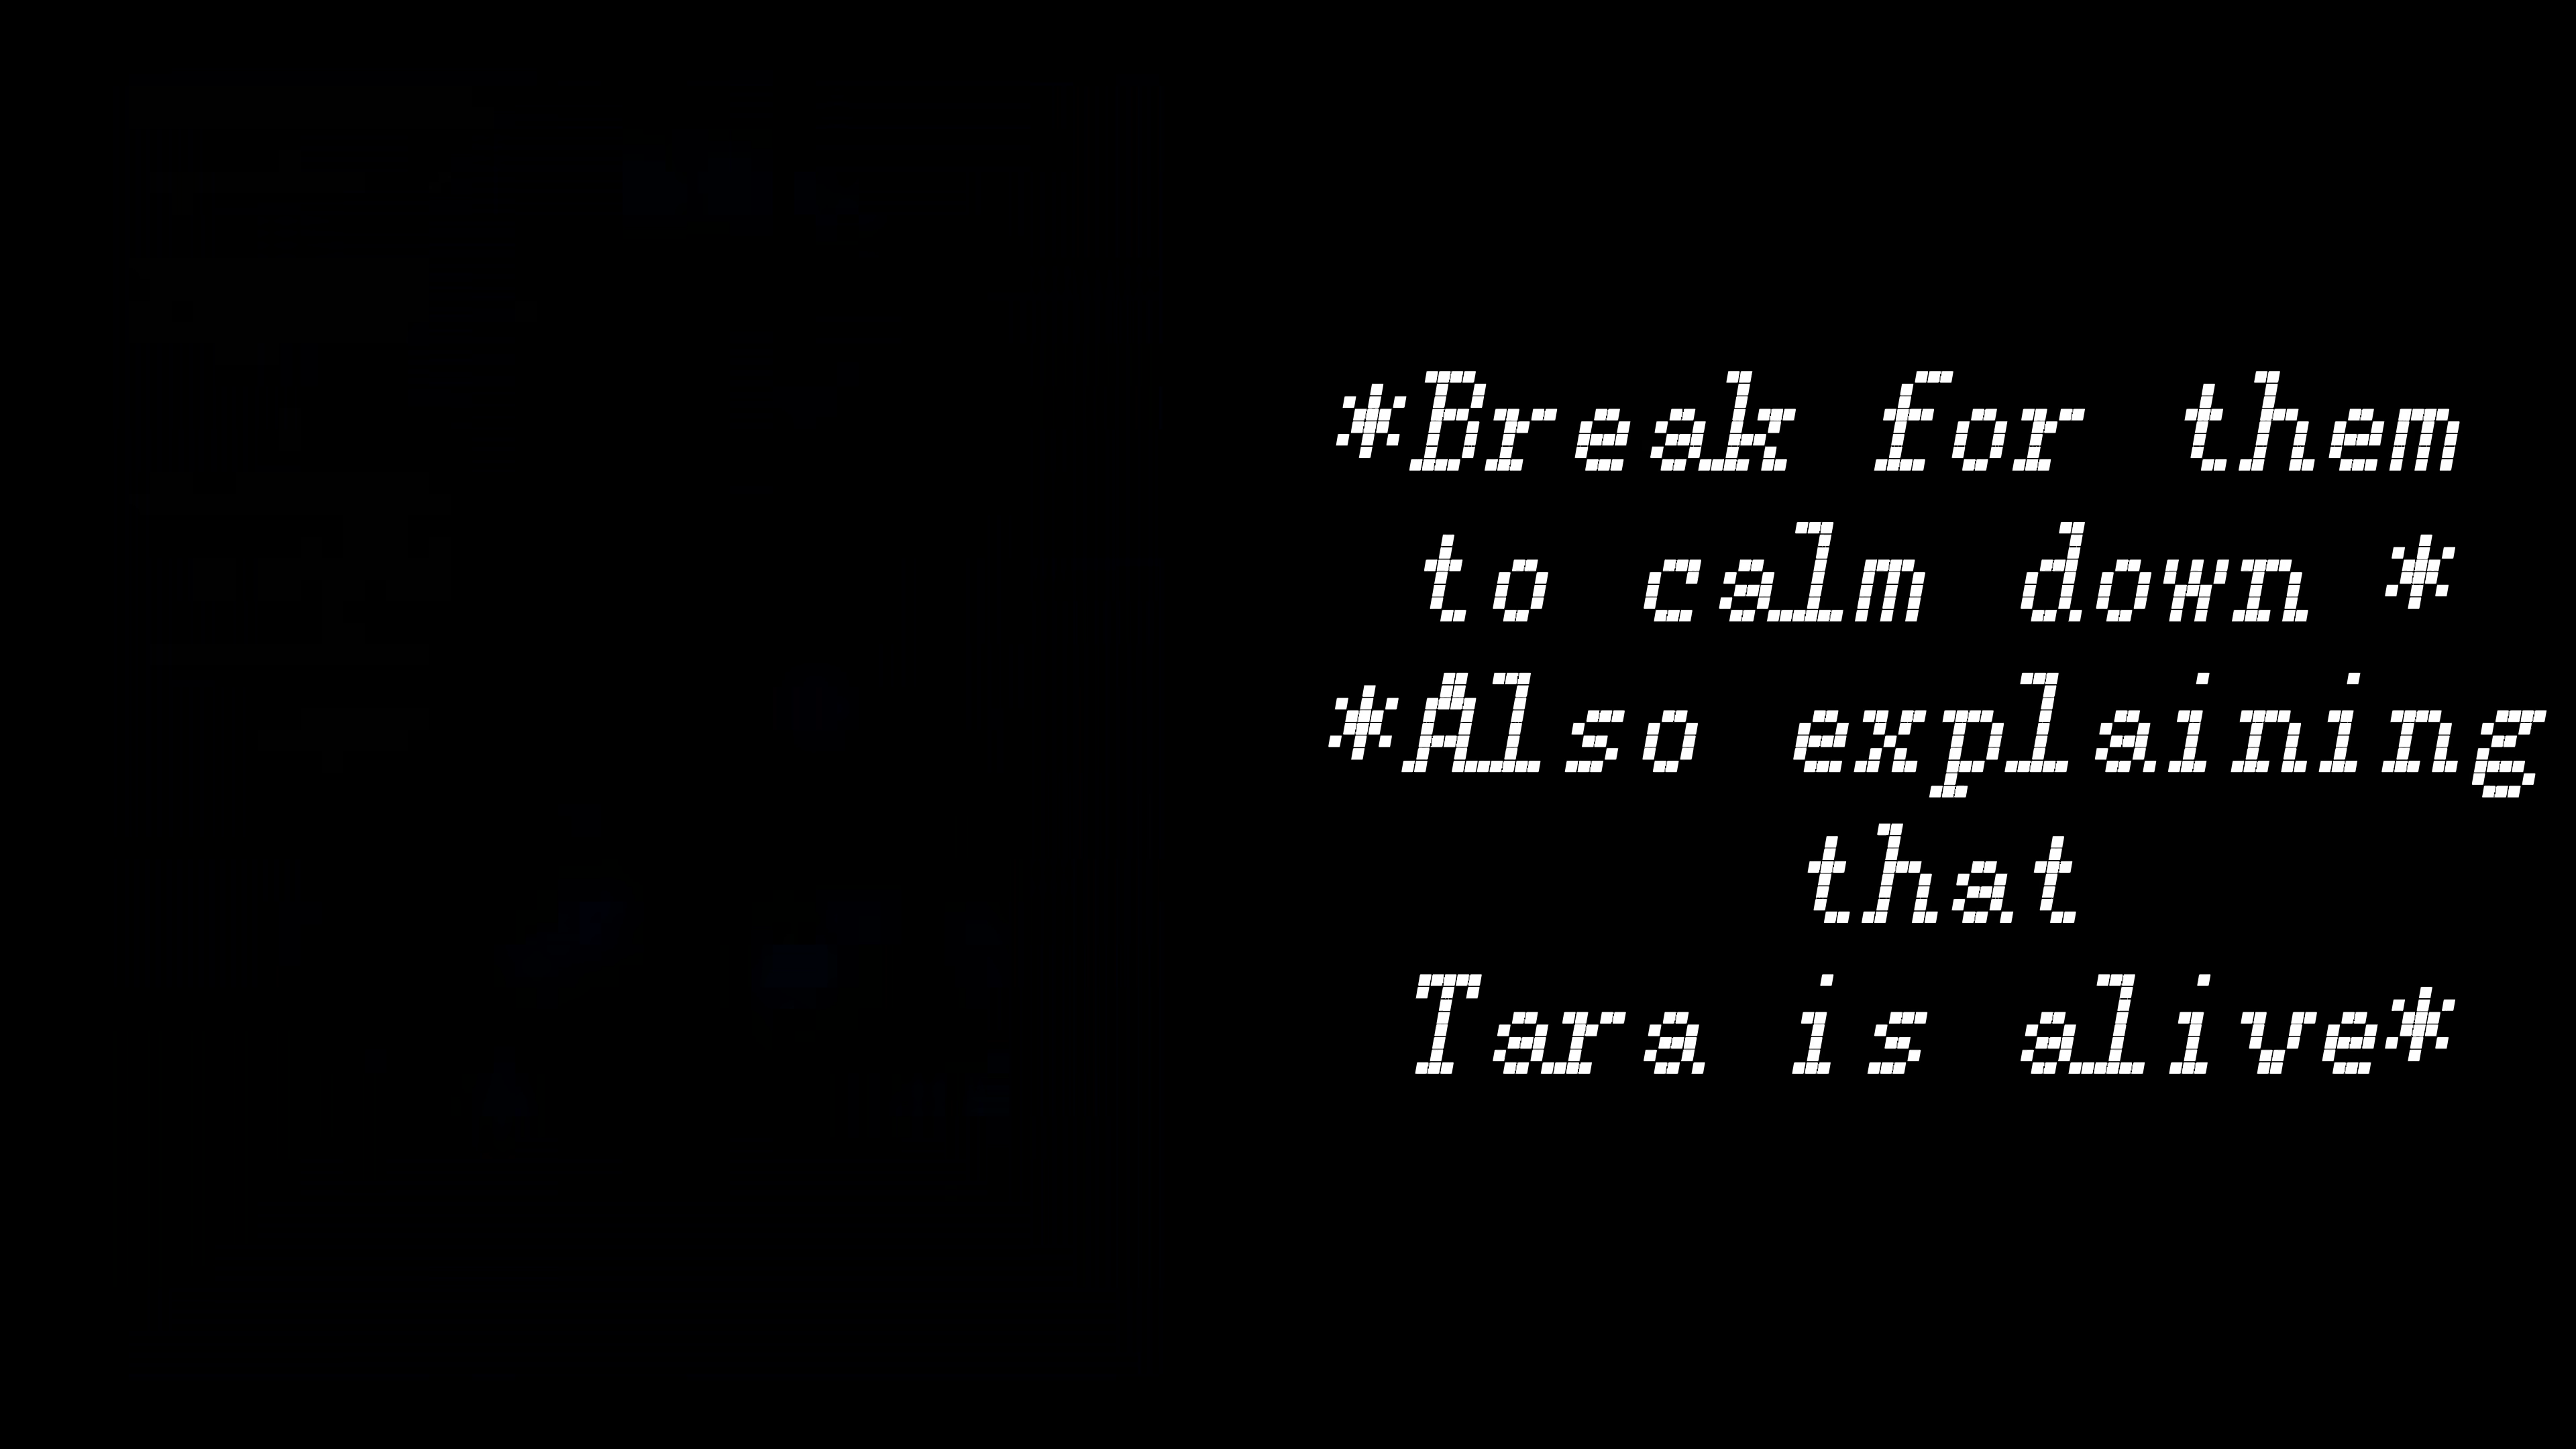 *Break for them
to calm down *
*Also explaining
that
Tara is alive*